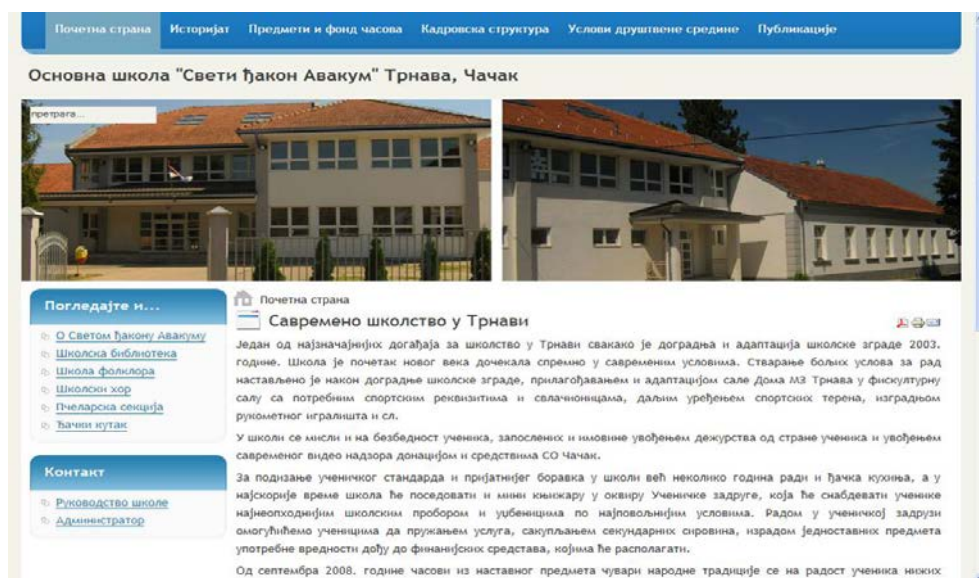 Почетна страна Историјат Предмети и фонд часова Кадровска структура Услови друштвене средине Публикације
Основна школа "Свети ђакон Авакум" Трнава, Чачак
претрага...
Погледајте и...
О Светом ђакону Авакуму
Школска библиотека
Школа фолклора
Школски хор
Пчеларска секција
Ђачки кутак
Контакт
Руководство школе
Администратор
Почетна страна
Савремено школство у Трнави
Један од најзначајнијих догађаја за школство у Трнави свакако је доградња и адаптација школске зграде 2003.
године. Школа је почетак новог века дочекала спремно у савременим условима. Стварање бољих услова за рад
настављено је након доградње школске зграде, прилагођавањем и адаптацијом сале Дома МЗ Трнава у фискултурну
салу са потребним спортским реквизитима и свлачионицама, даљим уређењем спортских терена, изградњом
рукометног игралишта и сл.
У школи се мисли и на безбедност ученика, запослених и имовине увођењем дежурства од стране ученика и увођењем
савременог видео надзора донацијом и средствима СО Чачак.
За подизање ученичког стандарда и пријатнијег боравка у школи већ неколико година ради и ђачка кухиња, а у
најскорије време школа ће поседовати и мини књижару у оквиру Ученичке задруге, која ће снабдевати ученике
најнеопходнијим школским прибором и уџбеницима по најповољнијим условима. Радом у ученичкој задрузи
омогућићемо ученицима да пружањем услуга, сакупљањем секундарних сировина, израдом једноставних предмета
употребне вредности дођу до финанијских средстава, којима ће располагати.
Од септембра 2008. године часови из наставног предмета чувари народне традиције се на радост ученика нижих